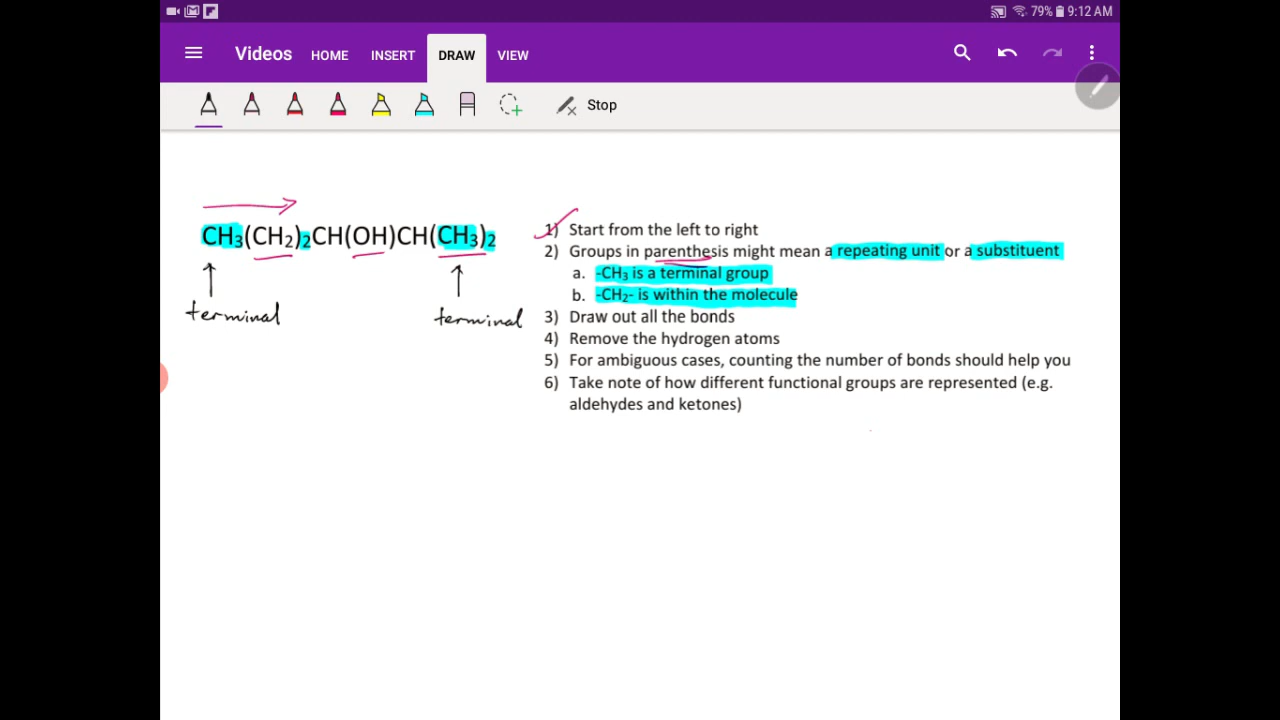 79% 9:12 AM
Videos HOME INSERT DRAW VIEW
Stop
CH₃(CH₂)₂CH(OH)CH(CH₃)₂
terminal
terminal
1) Start from the left to right
2) Groups in parenthesis might mean a repeating unit or a substituent
a. -CH₃ is a terminal group
b. -CH₂- is within the molecule
3) Draw out all the bonds
4) Remove the hydrogen atoms
5) For ambiguous cases, counting the number of bonds should help you
6) Take note of how different functional groups are represented (e.g.
aldehydes and ketones)